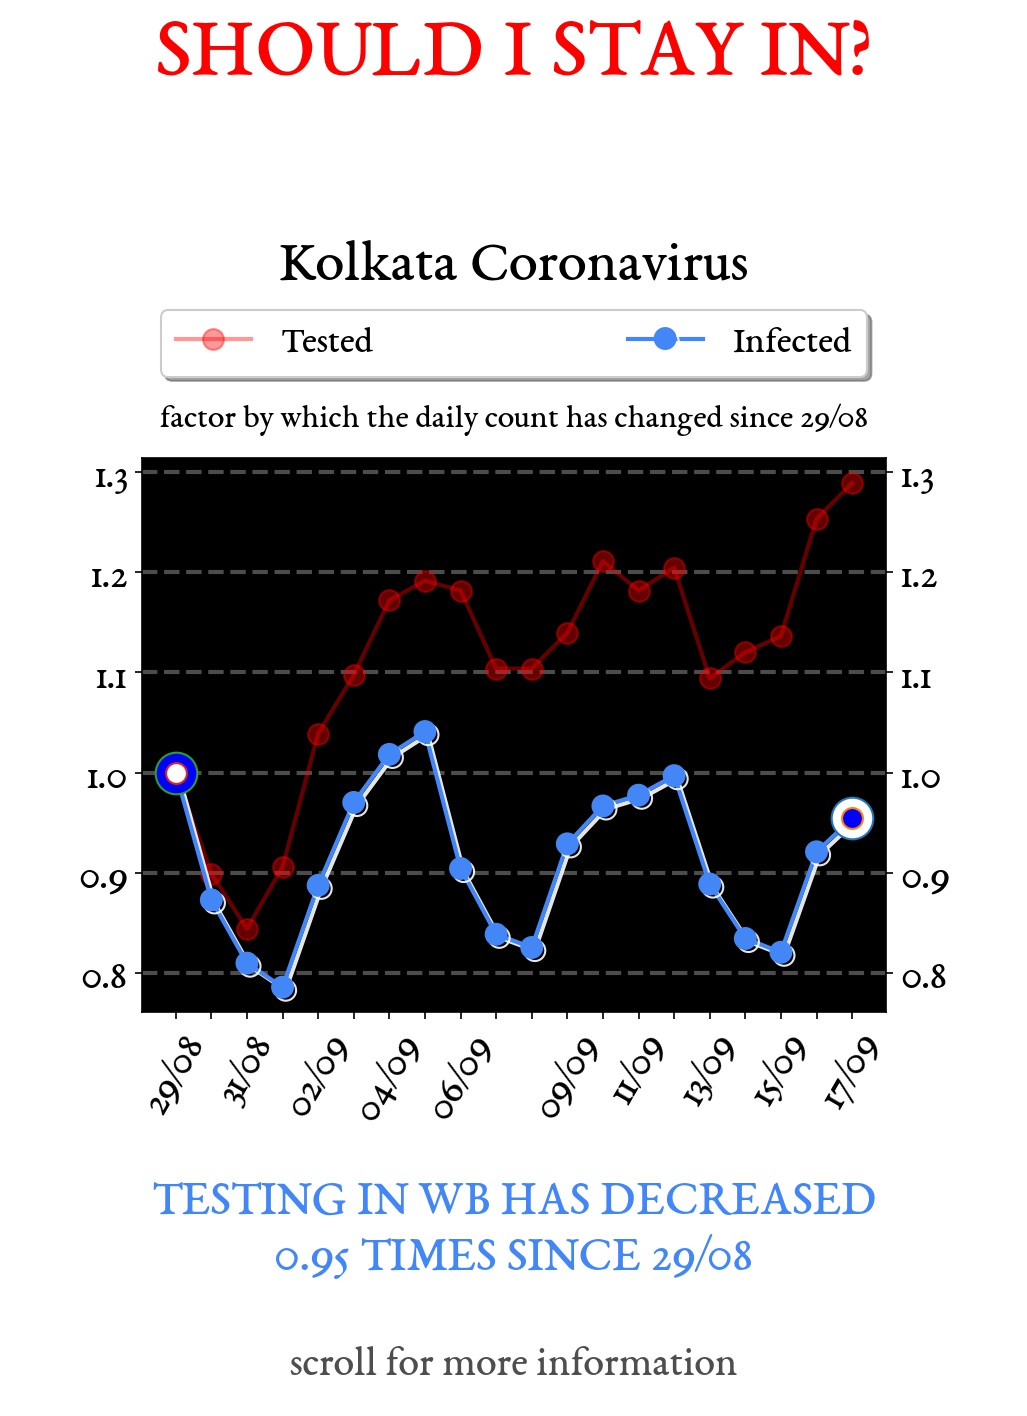 SHOULD I STAY IN?
Kolkata Coronavirus
Tested Infected
factor by which the daily count has changed since 29/08
1.3 1.3
1.2 1.2
1.1 1.1
1.0 1.0
0.9 0.9
0.8 0.8
29/08 31/08 02/09 04/09 06/09 09/09 11/09 13/09 15/09 17/09
TESTING IN WB HAS DECREASED
0.95 TIMES SINCE 29/08
scroll for more information